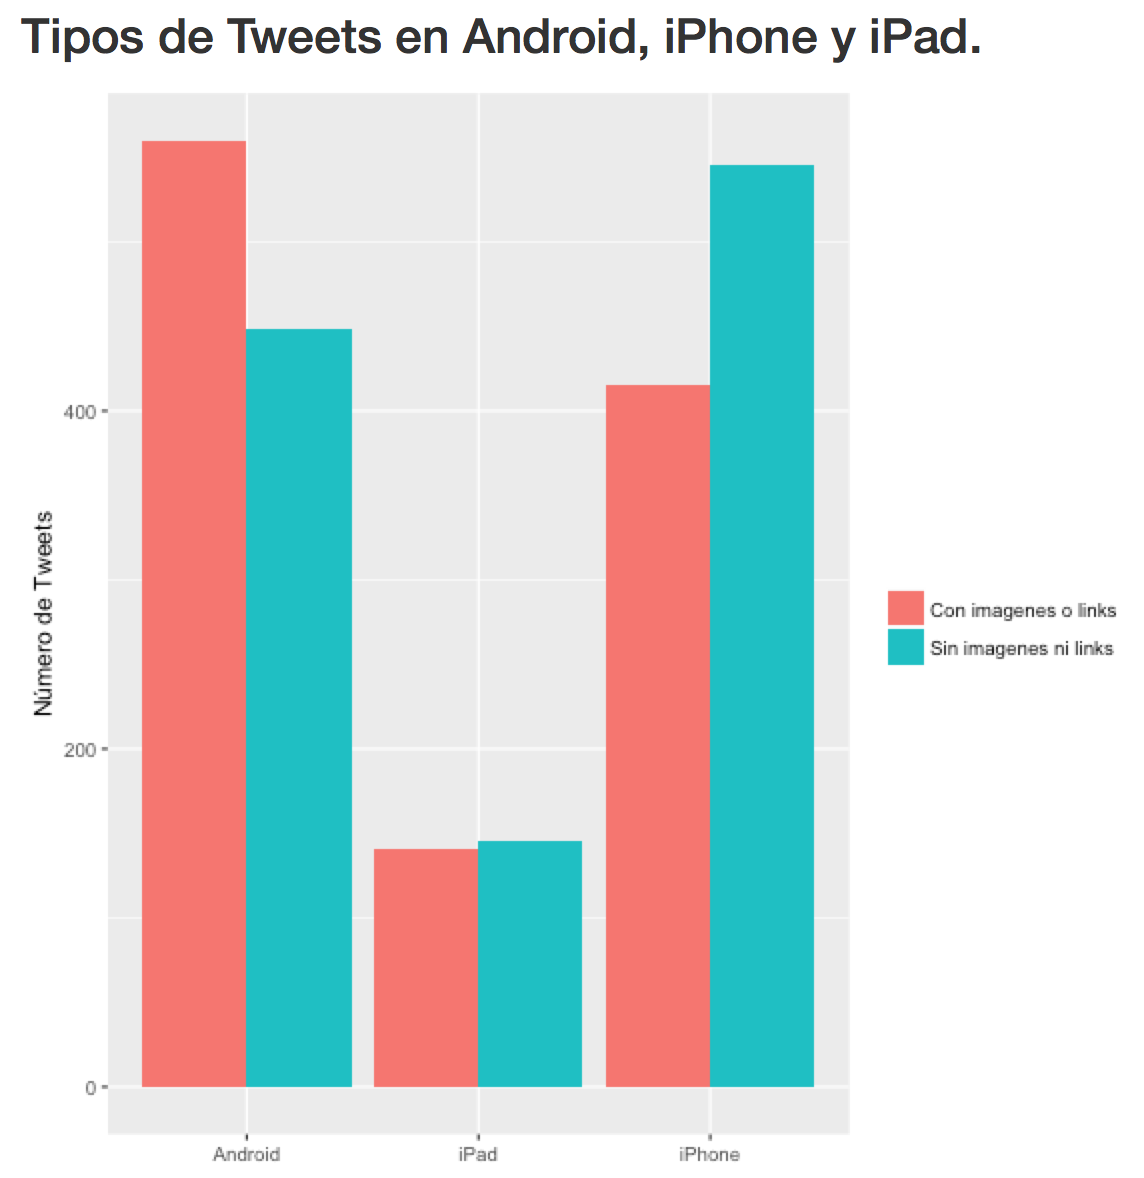 Tipos de Tweets en Android, iPhone y iPad.
Número de Tweets
400
200
0
Android
iPad
iPhone
Con imagenes o links
Sin imagenes ni links